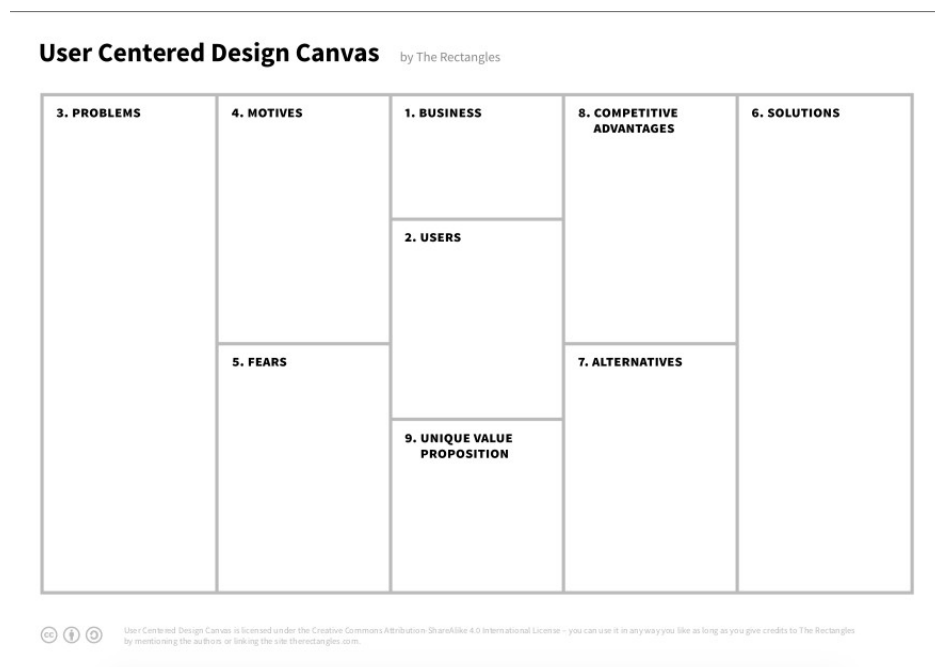 User Centered Design Canvas by The Rectangles
3. PROBLEMS
4. MOTIVES
5. FEARS
1. BUSINESS
2. USERS
9. UNIQUE VALUE
PROPOSITION
8. COMPETITIVE
ADVANTAGES
7. ALTERNATIVES
6. SOLUTIONS
cc
User Centered Design Canvas is licensed under the Creative Commons Attribution-ShareAlike 4.0 International License – you can use it in any way you like as long as you give credits to The Rectangles
by mentioning the authors or linking the site therectangles.com.